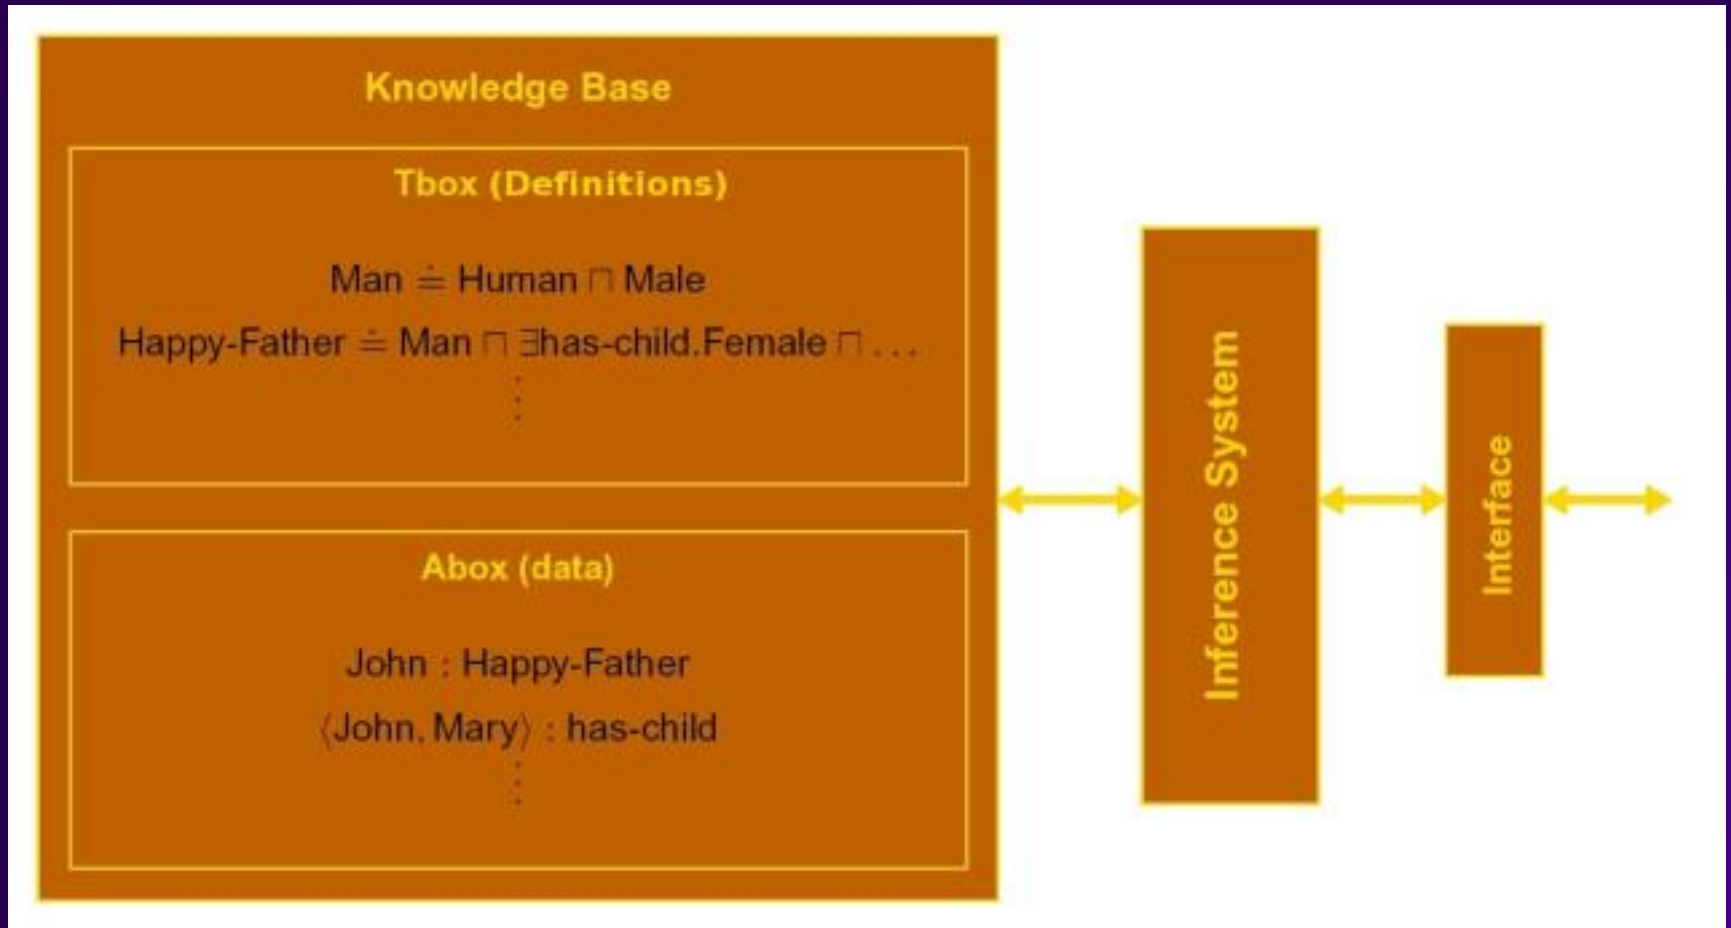 Knowledge Base
Tbox (Definitions)
Man ≐ Human ⊓ Male
Happy-Father ≐ Man ⊓ ∃has-child.Female ⊓ …
⋮
Abox (data)
John : Happy-Father
⟨John, Mary⟩ : has-child
⋮
Inference System
Interface